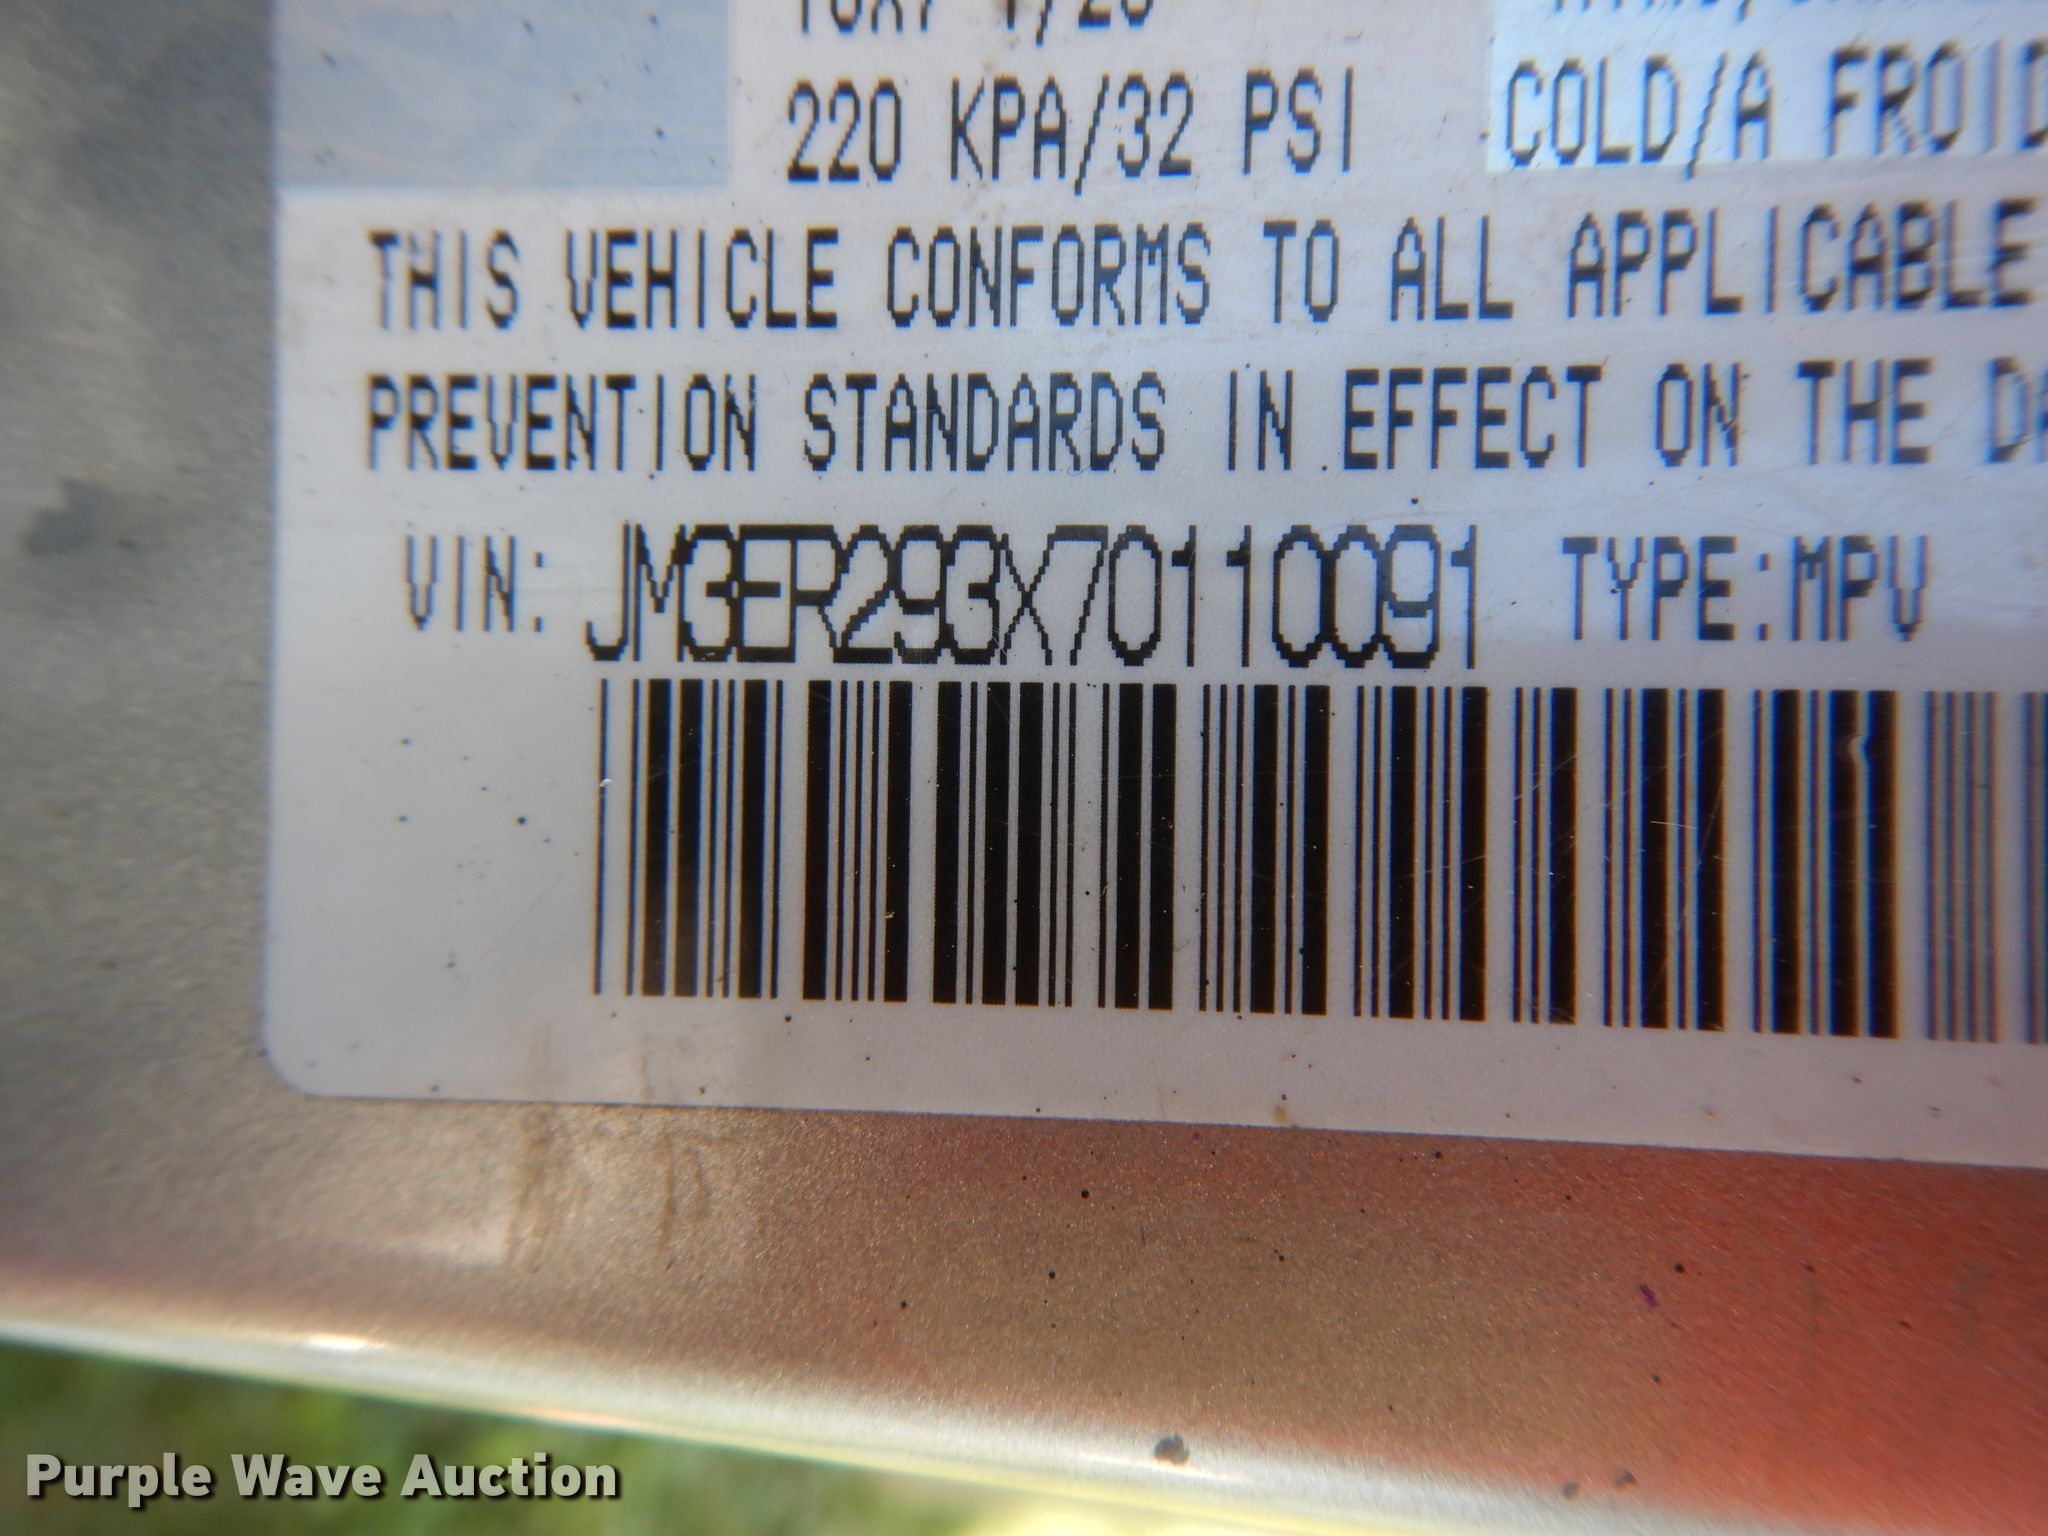 220 KPA/32 PSI COLD/A FROID
THIS VEHICLE CONFORMS TO ALL APPLICABLE
PREVENTION STANDARDS IN EFFECT ON THE
VIN: JM3ER293X70110091 TYPE:MPV
Purple Wave Auction